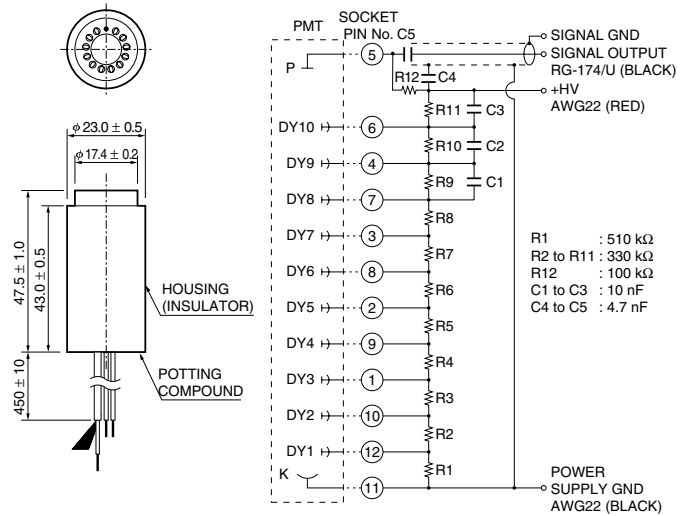 φ 23.0 ± 0.5
φ 17.4 ± 0.2
47.5 ± 1.0
43.0 ± 0.5
450 ± 10
HOUSING
(INSULATOR)
POTTING
COMPOUND
PMT
SOCKET
PIN No. C5
P
5
SIGNAL GND
SIGNAL OUTPUT
RG-174/U (BLACK)
R12
C4
+HV
AWG22 (RED)
R11
C3
DY10
6
R10
C2
DY9
4
R9
C1
DY8
7
R8
DY7
3
R7
DY6
8
R6
DY5
2
R5
DY4
9
R4
DY3
1
R3
DY2
10
R2
DY1
12
R1
K
11
R1 : 510 kΩ
R2 to R11 : 330 kΩ
R12 : 100 kΩ
C1 to C3 : 10 nF
C4 to C5 : 4.7 nF
POWER
SUPPLY GND
AWG22 (BLACK)